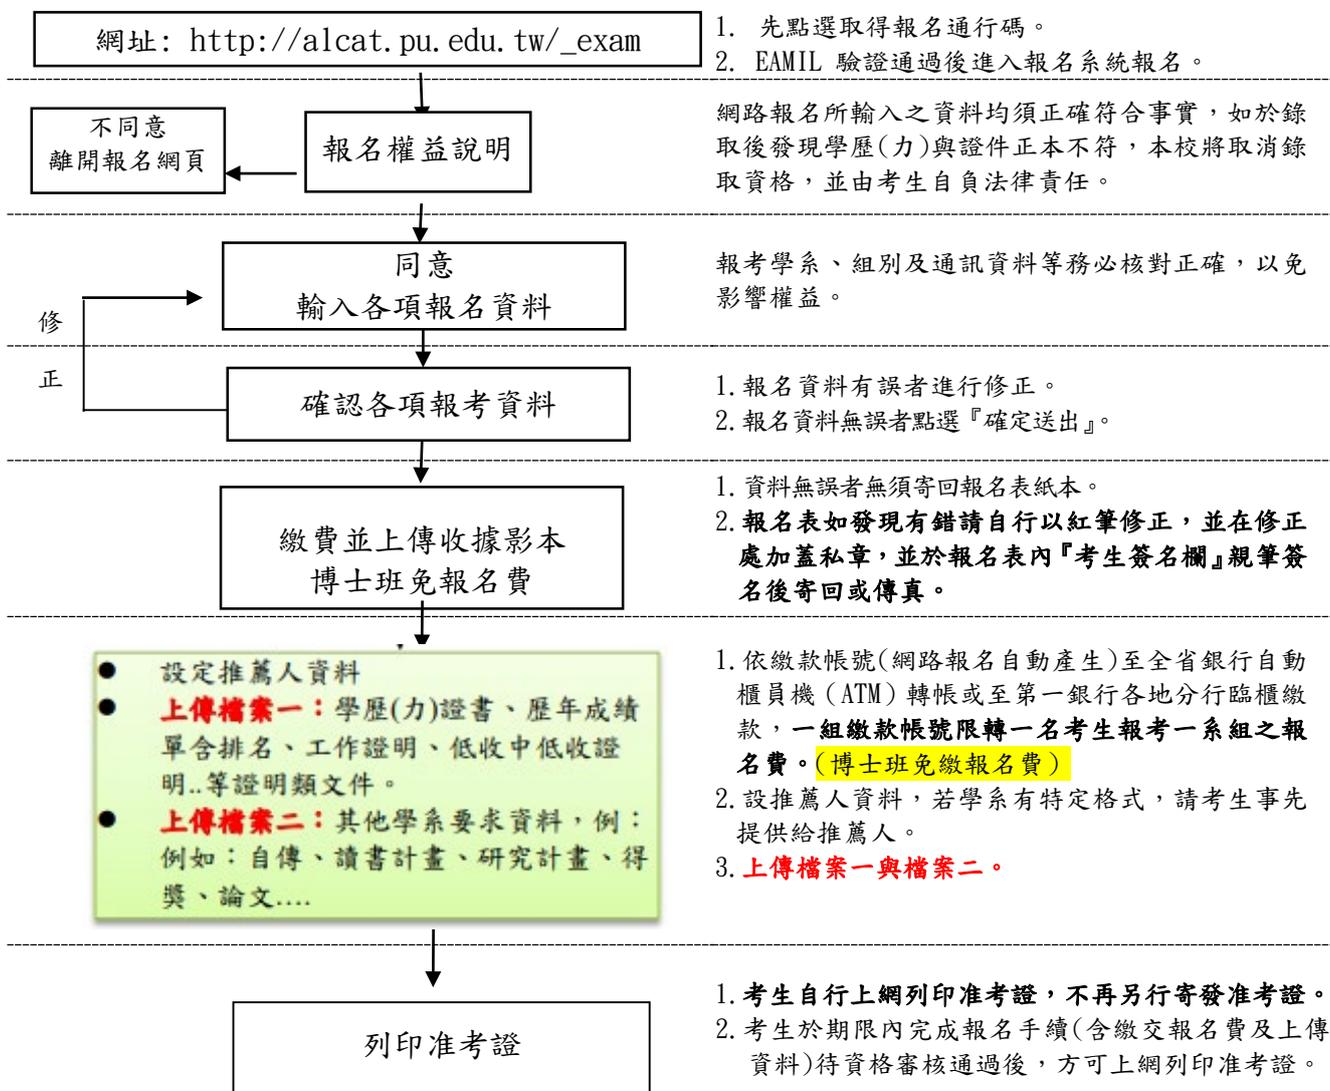 網址: http://alcat.pu.edu.tw/_exam
1. 先點選取得報名通行碼。
2. EAMIL 驗證通過後進入報名系統報名。
不同意
離開報名網頁
報名權益說明
網路報名所輸入之資料均須正確符合事實，如於錄
取後發現學歷(力)與證件正本不符，本校將取消錄
取資格，並由考生自負法律責任。
同意
輸入各項報名資料
報考學系、組別及通訊資料等務必核對正確，以免
影響權益。
修
正
確認各項報考資料
1.報名資料有誤者進行修正。
2.報名資料無誤者點選『確定送出』。
繳費並上傳收據影本
博士班免報名費
1.資料無誤者無須寄回報名表紙本。
2.報名表如發現有錯請自行以紅筆修正，並在修正
處加蓋私章，並於報名表內『考生簽名欄』親筆簽
名後寄回或傳真。
● 設定推薦人資料
● 上傳檔案一：學歷(力)證書、歷年成績
單含排名、工作證明、低收中低收證
明..等證明類文件。
● 上傳檔案二：其他學系要求資料，例：
例如：自傳、讀書計畫、研究計畫、得
獎、論文....
1.依繳款帳號(網路報名自動產生)至全省銀行自動
櫃員機（ATM）轉帳或至第一銀行各地分行臨櫃繳
款，一組繳款帳號限轉一名考生報考一系組之報
名費。(博士班免繳報名費)
2.設推薦人資料，若學系有特定格式，請考生事先
提供給推薦人。
3.上傳檔案一與檔案二。
列印准考證
1.考生自行上網列印准考證，不再另行寄發准考證。
2.考生於期限內完成報名手續(含繳交報名費及上傳
資料)待資格審核通過後，方可上網列印准考證。